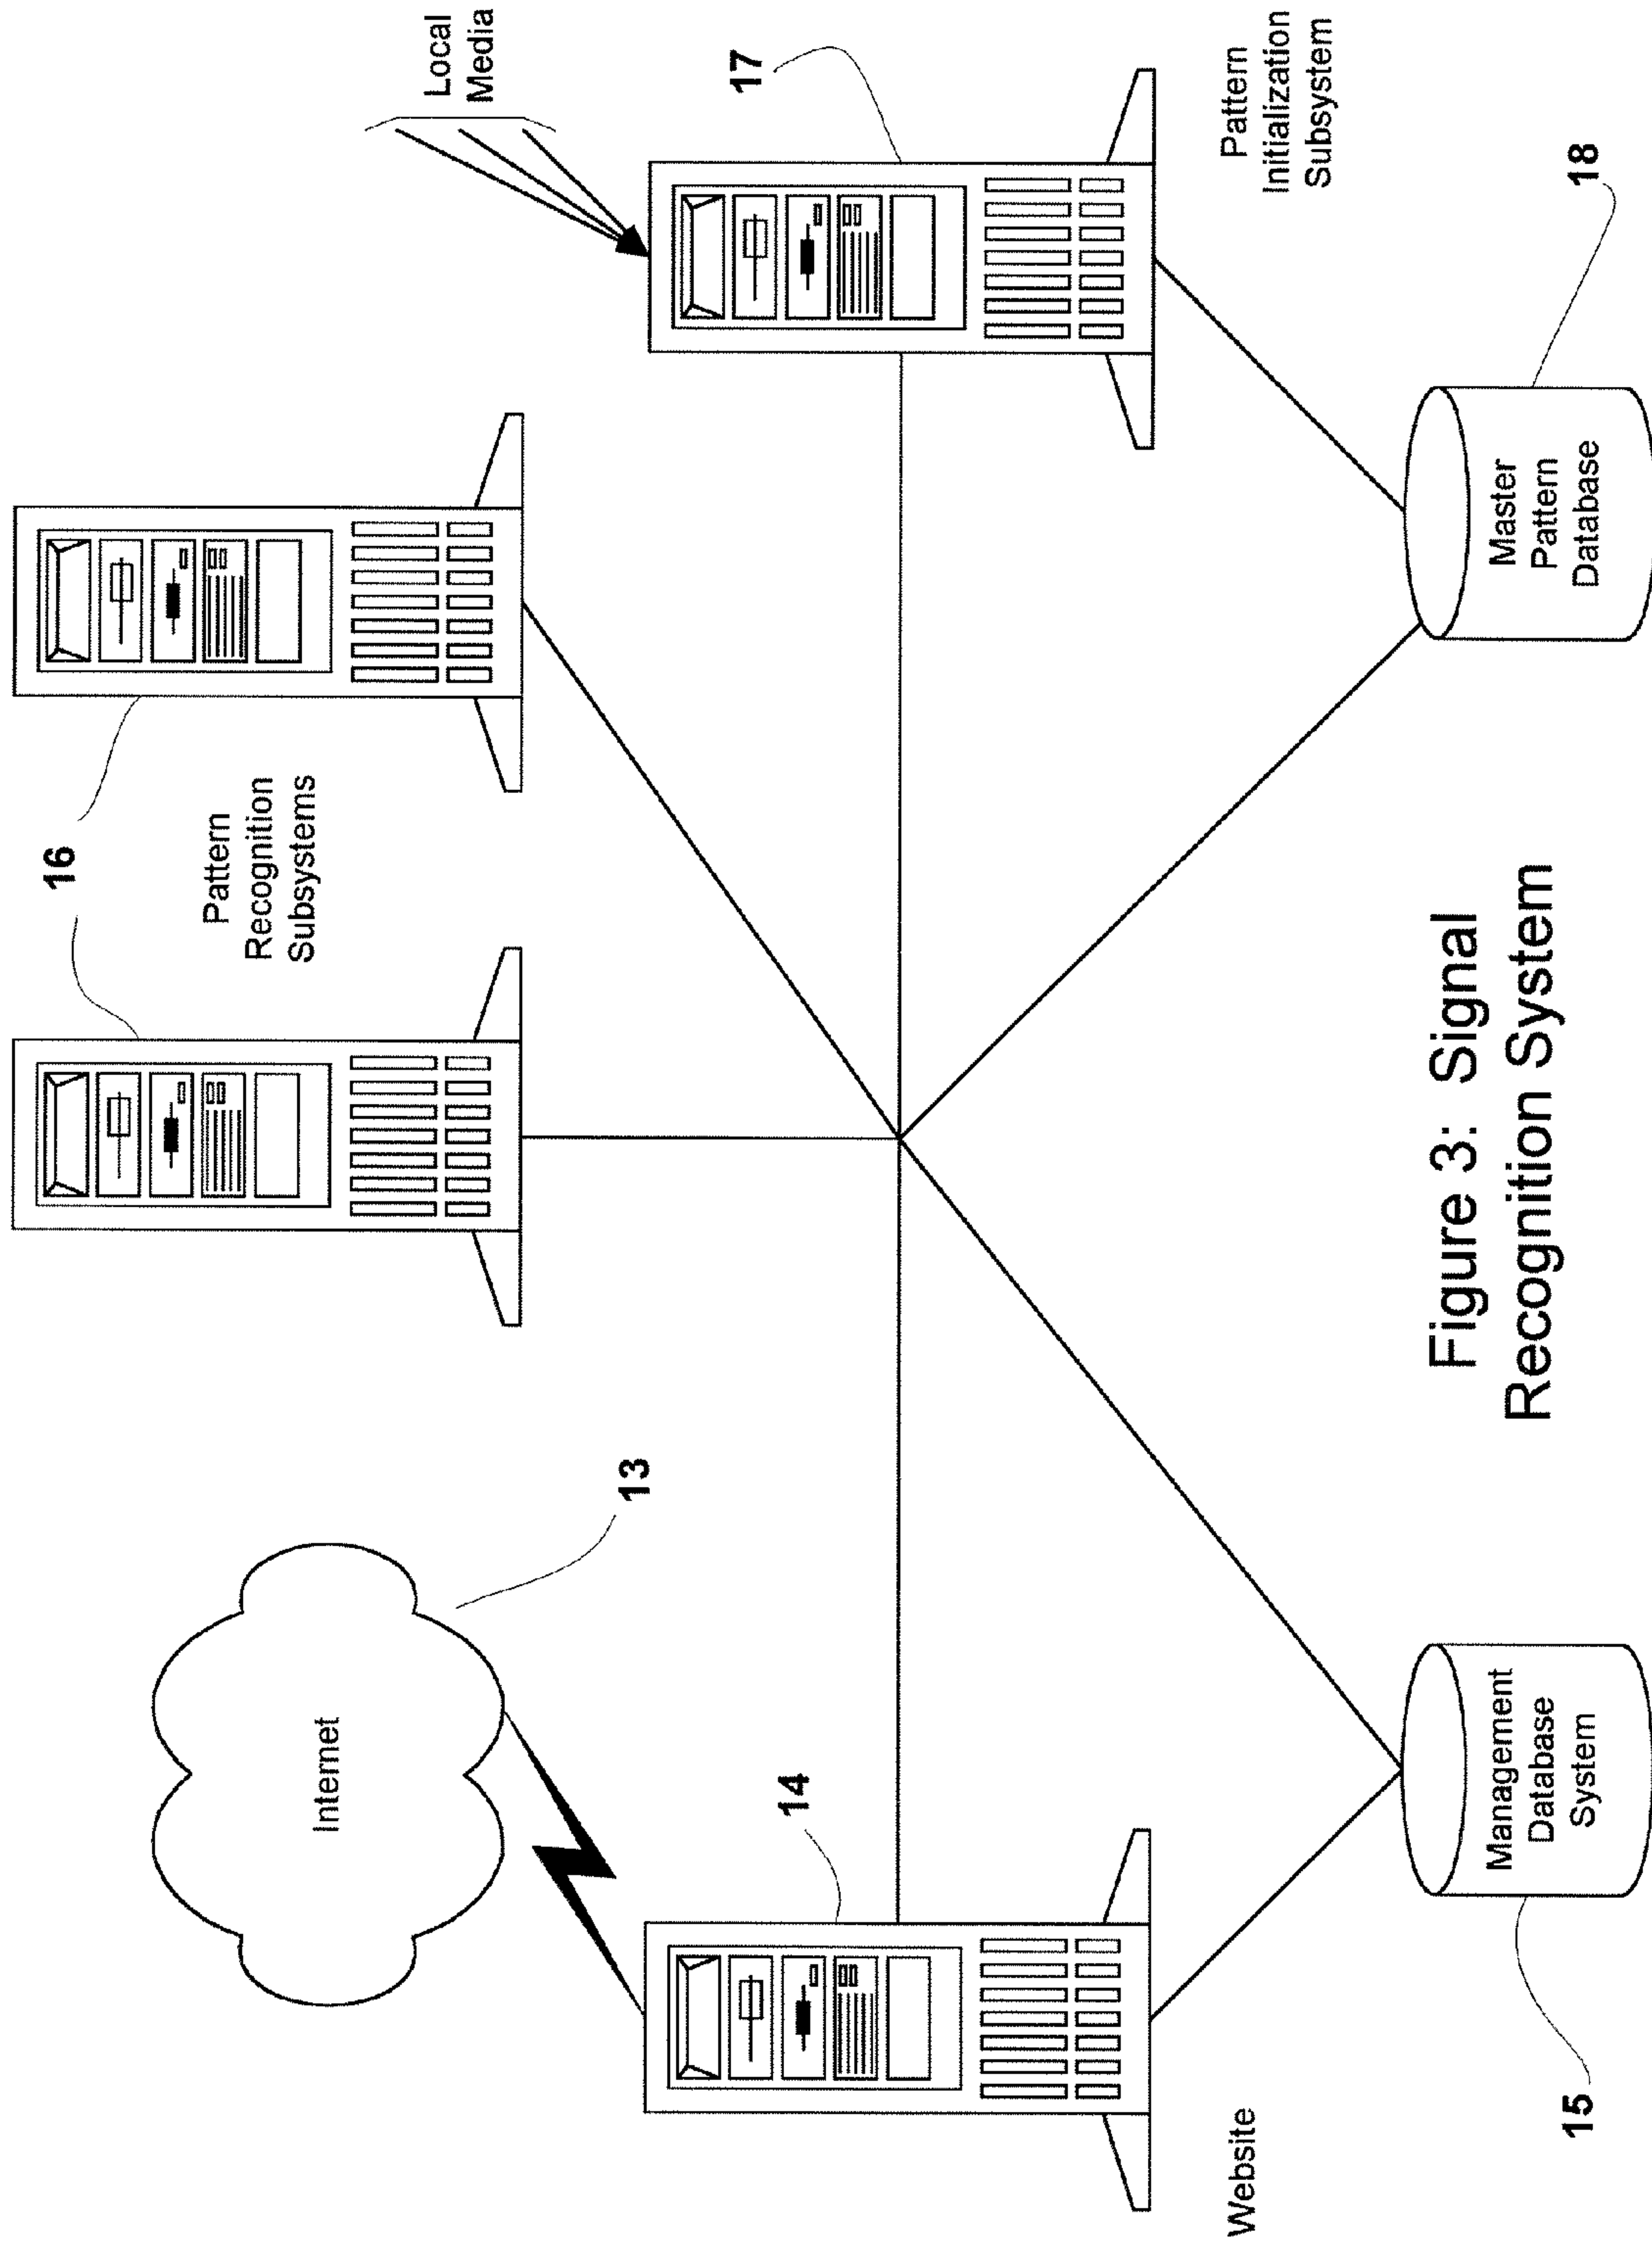 16
Pattern
Recognition
Subsystems
Local
Media
17
Pattern
Initialization
Subsystem
Internet
13
14
Website
Management
Database
System
15
Master
Pattern
Database
18
Figure 3: Signal
Recognition System